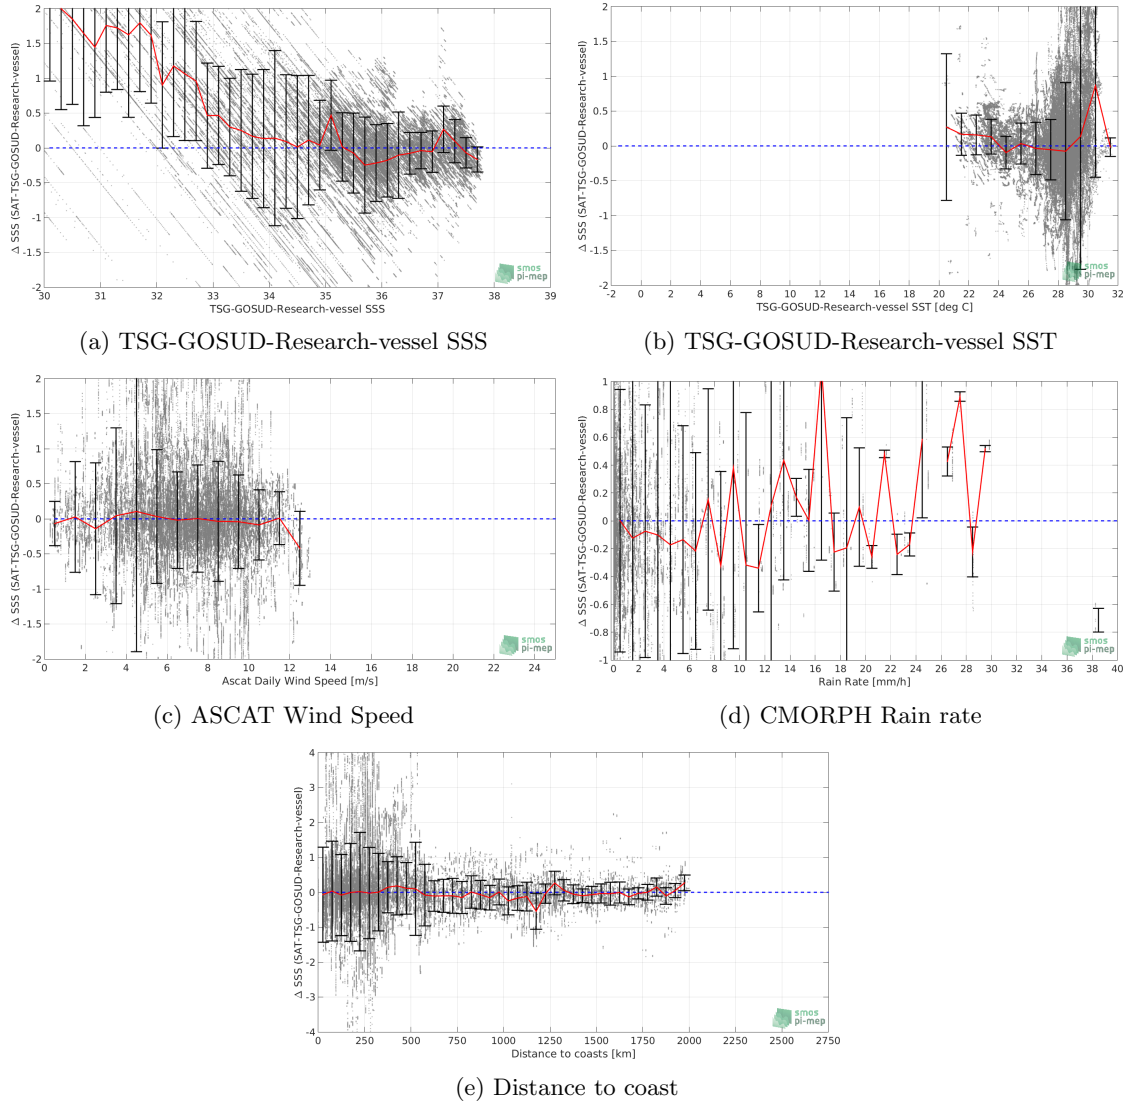 2
1.5
1
0.5
0
-0.5
-1
-1.5
-2
Δ SSS (SAT-TSG-GOSUD-Research-vessel)
30 31 32 33 34 35 36 37 38 39
TSG-GOSUD-Research-vessel SSS
smos
pi-mep
(a) TSG-GOSUD-Research-vessel SSS
2
1.5
1
0.5
0
-0.5
-1
-1.5
-2
Δ SSS (SAT-TSG-GOSUD-Research-vessel)
-2 0 2 4 6 8 10 12 14 16 18 20 22 24 26 28 30 32
TSG-GOSUD-Research-vessel SST [deg C]
smos
pi-mep
(b) TSG-GOSUD-Research-vessel SST
2
1.5
1
0.5
0
-0.5
-1
-1.5
-2
Δ SSS (SAT-TSG-GOSUD-Research-vessel)
0 2 4 6 8 10 12 14 16 18 20 22 24
Ascat Daily Wind Speed [m/s]
smos
pi-mep
(c) ASCAT Wind Speed
1
0.8
0.6
0.4
0.2
0
-0.2
-0.4
-0.6
-0.8
-1
Δ SSS (SAT-TSG-GOSUD-Research-vessel)
0 2 4 6 8 10 12 14 16 18 20 22 24 26 28 30 32 34 36 38 40
Rain Rate [mm/h]
smos
pi-mep
(d) CMORPH Rain rate
4
3
2
1
0
-1
-2
-3
-4
Δ SSS (SAT-TSG-GOSUD-Research-vessel)
0 250 500 750 1000 1250 1500 1750 2000 2250 2500 2750
Distance to coasts [km]
smos
pi-mep
(e) Distance to coast